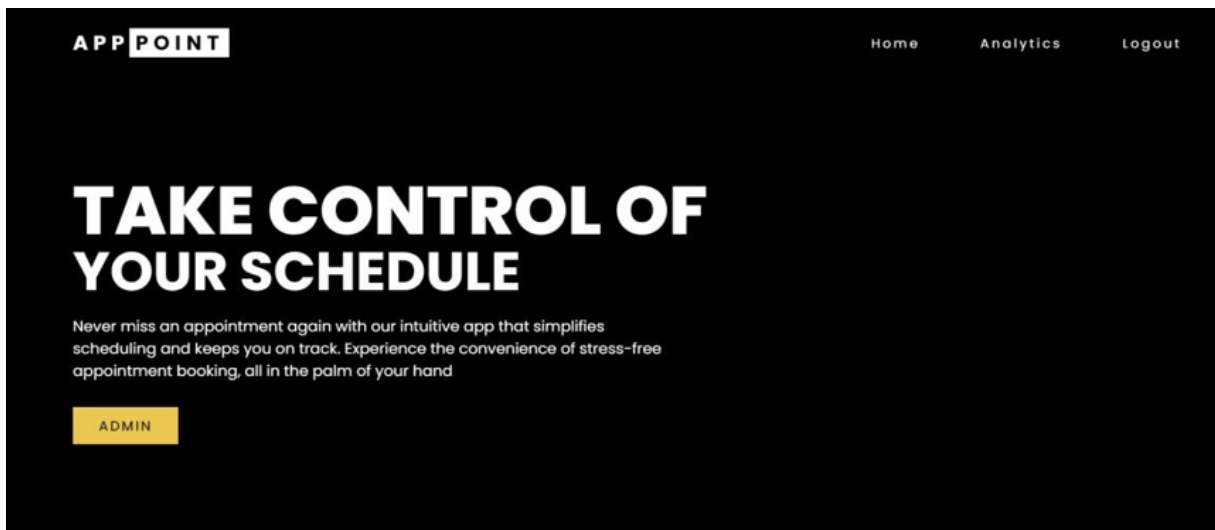 APPPOINT
Home Analytics Logout
TAKE CONTROL OF
YOUR SCHEDULE
Never miss an appointment again with our intuitive app that simplifies
scheduling and keeps you on track. Experience the convenience of stress-free
appointment booking, all in the palm of your hand
ADMIN